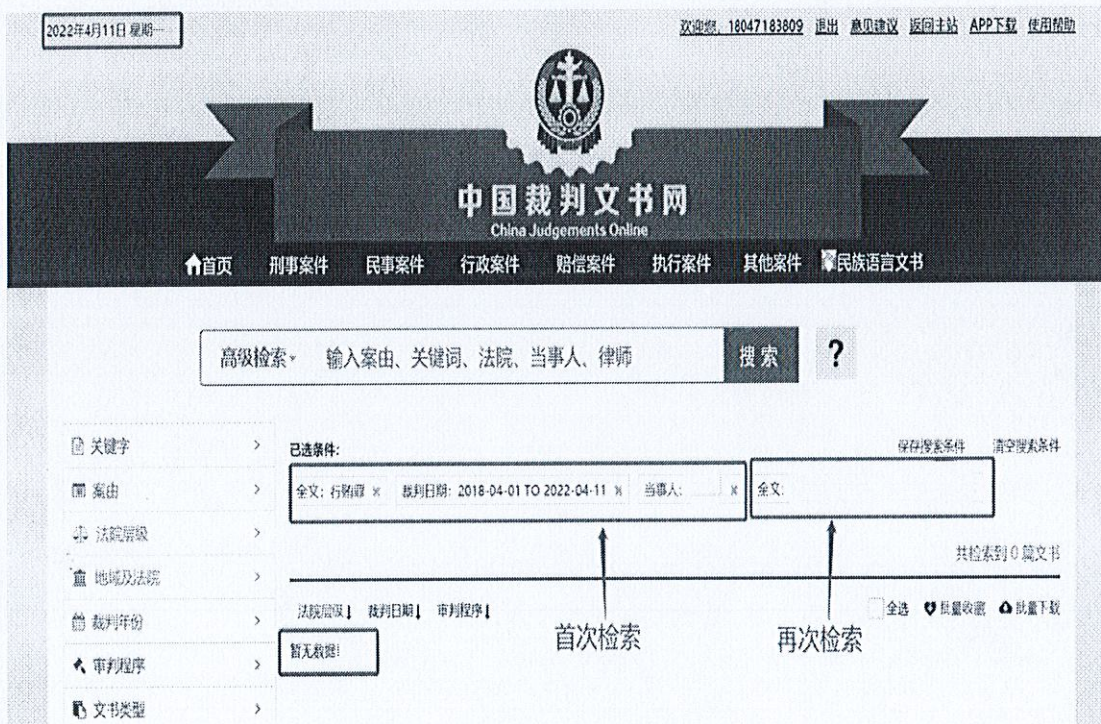 2022年4月11日 星期一
欢迎您，18047183809 退出 意见建议 返回主站 APP下载 使用帮助
中国裁判文书网
China Judgements Online
首页 刑事案件 民事案件 行政案件 赔偿案件 执行案件 其他案件 民族语言文书
高级检索 输入案由、关键词、法院、当事人、律师 搜索 ?
关键字
已选条件:
保存搜索条件 清空搜索条件
案由
全文：行贿罪 × 裁判日期：2018-04-01 TO 2022-04-11 × 当事人： × 全文:
法院层级
共检索到 0 篇文书
地域及法院
法院层级 裁判日期 审判程序
全选 批量收藏 批量下载
裁判年份
首次检索 再次检索
暂无数据!
审判程序
文书类型